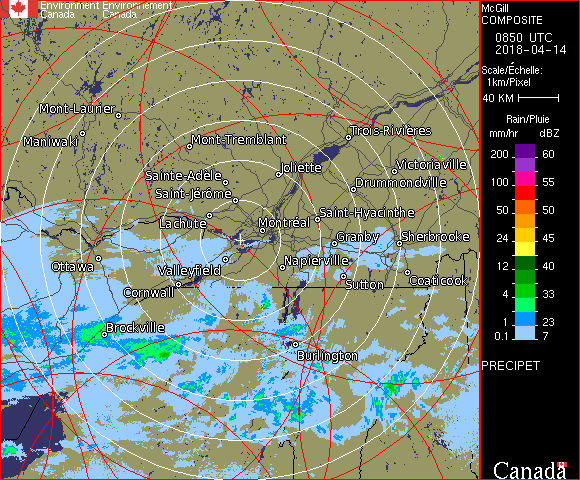 Environment Environnement
Canada Canada
McGill
COMPOSITE
0850 UTC
2018-04-14
Scale/Échelle:
1km/Pixel
40 KM
Rain/Pluie
mm/hr dBZ
200 60
100 55
50 50
24 45
12 40
4 33
1 23
0.1 7
PRECIPET
Canada
Mont-Laurier
Maniwaki
Mont-Tremblant
Trois-Rivières
Sainte-Adèle
Joliette
Victoriaville
Saint-Jérôme
Drummondville
Lachute
Montréal
Saint-Hyacinthe
Granby
Sherbrooke
Ottawa
Valleyfield
Napierville
Cornwall
Sutton
Coaticook
Brockville
Burlington